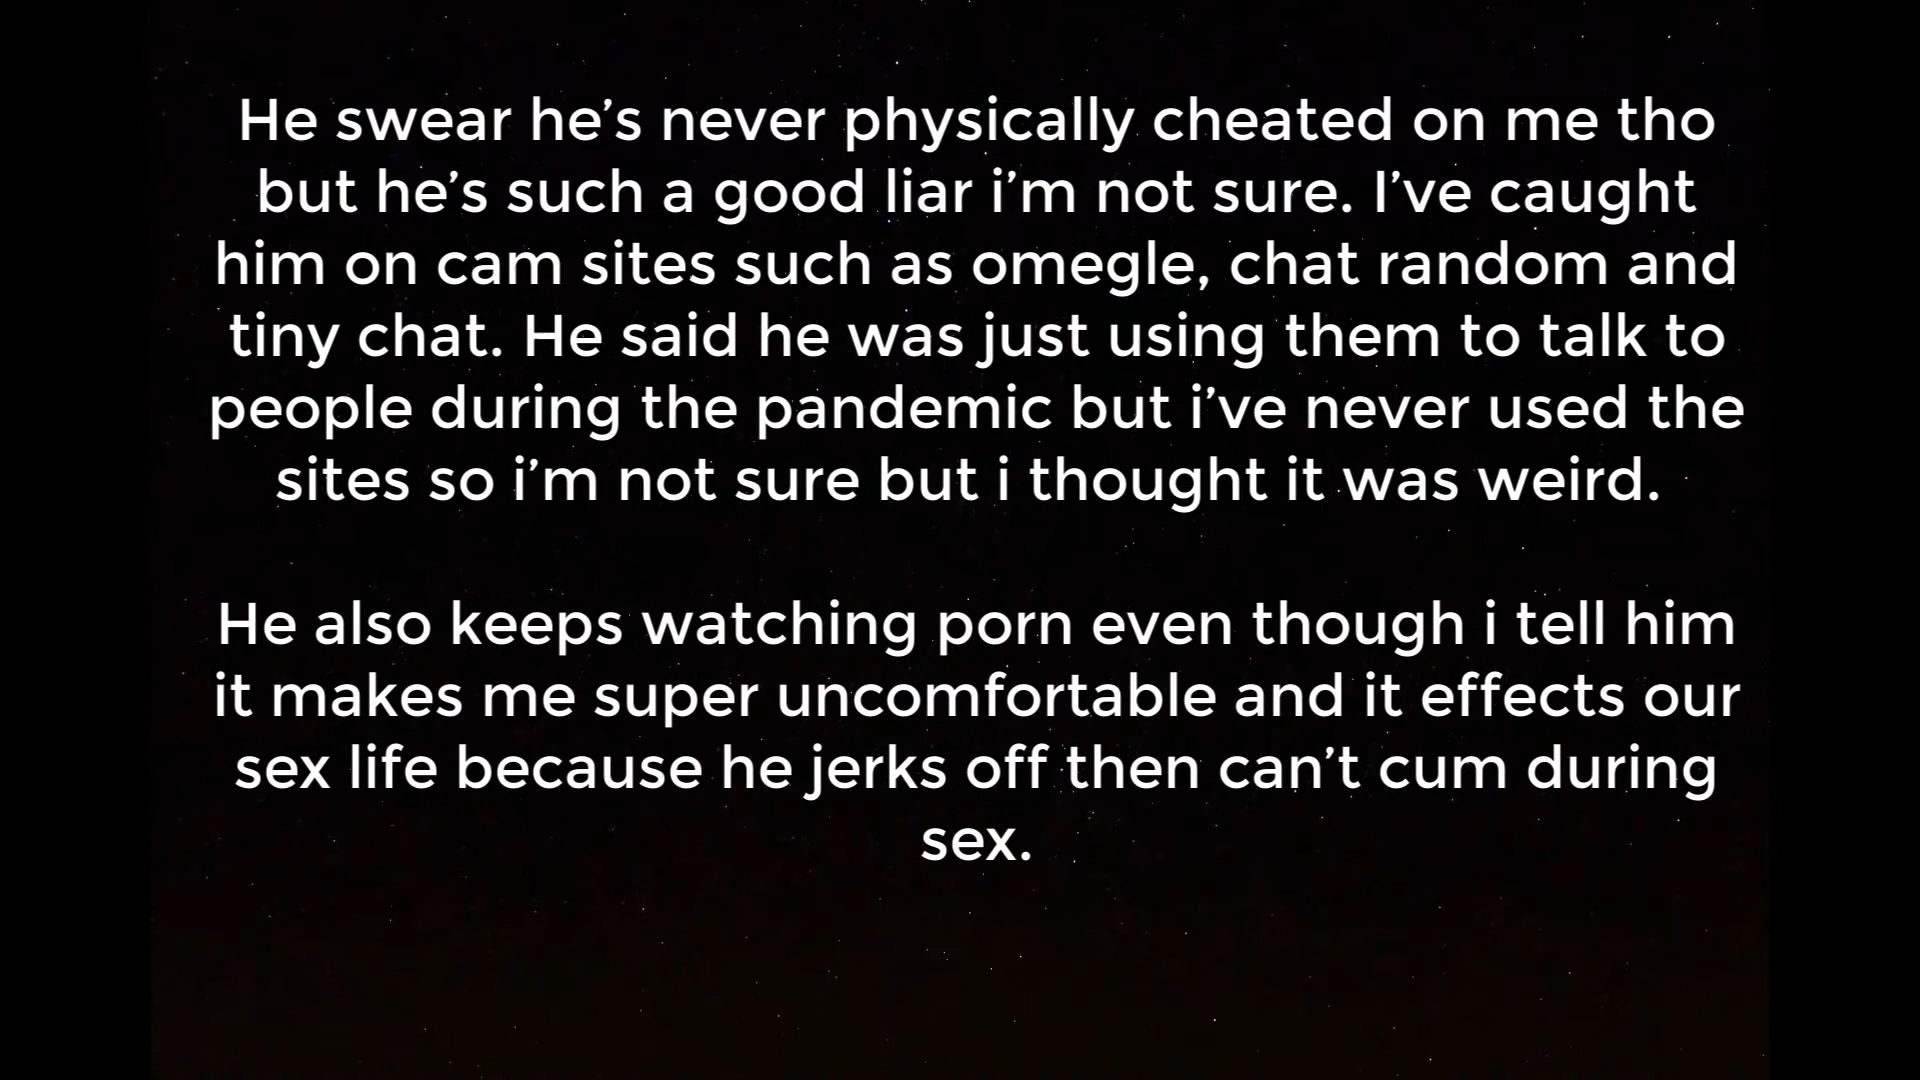 He swear he’s never physically cheated on me tho
but he’s such a good liar i’m not sure. I’ve caught
him on cam sites such as omegle, chat random and
tiny chat. He said he was just using them to talk to
people during the pandemic but i’ve never used the
sites so i’m not sure but i thought it was weird.
He also keeps watching porn even though i tell him
it makes me super uncomfortable and it effects our
sex life because he jerks off then can’t cum during
sex.